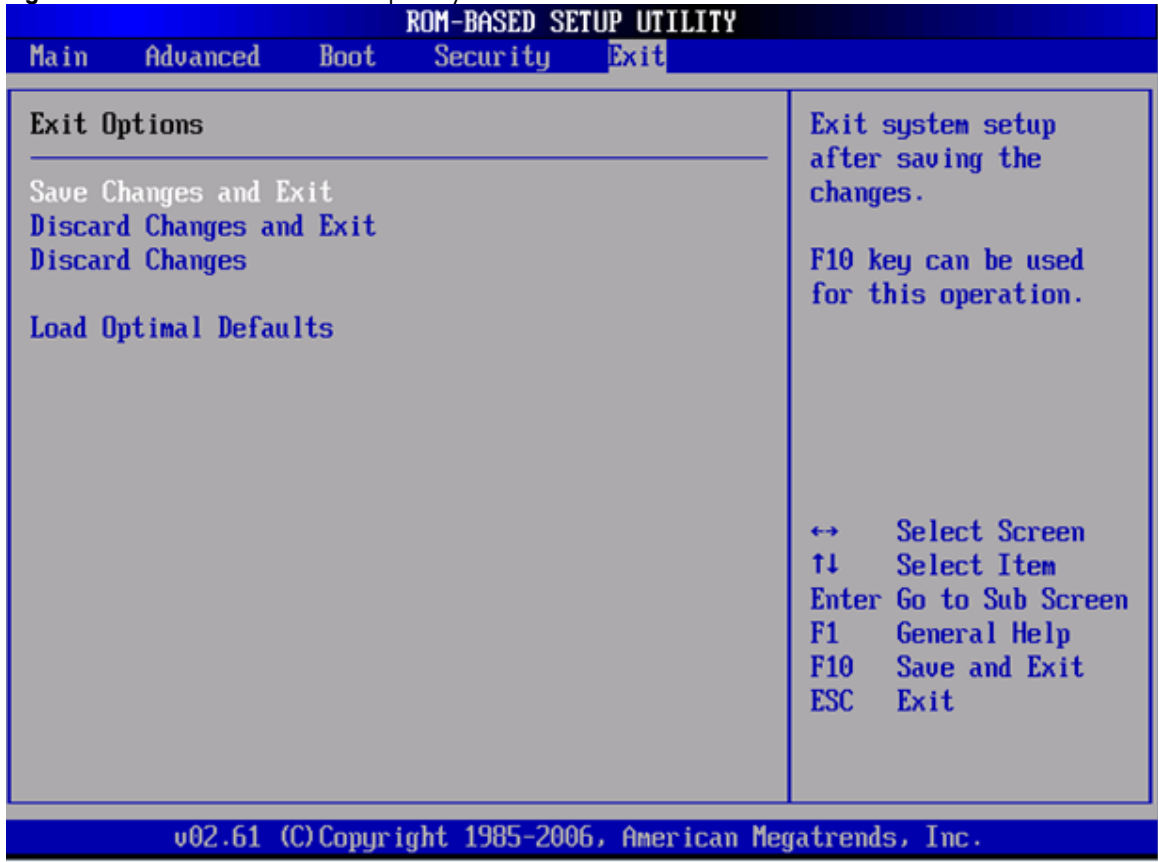 ROM-BASED SETUP UTILITY
Main Advanced Boot Security Exit
Exit Options
Save Changes and Exit
Discard Changes and Exit
Discard Changes
Load Optimal Defaults
Exit system setup
after saving the
changes.
F10 key can be used
for this operation.
↔ Select Screen
↑↓ Select Item
Enter Go to Sub Screen
F1 General Help
F10 Save and Exit
ESC Exit
v02.61 (C)Copyright 1985-2006, American Megatrends, Inc.